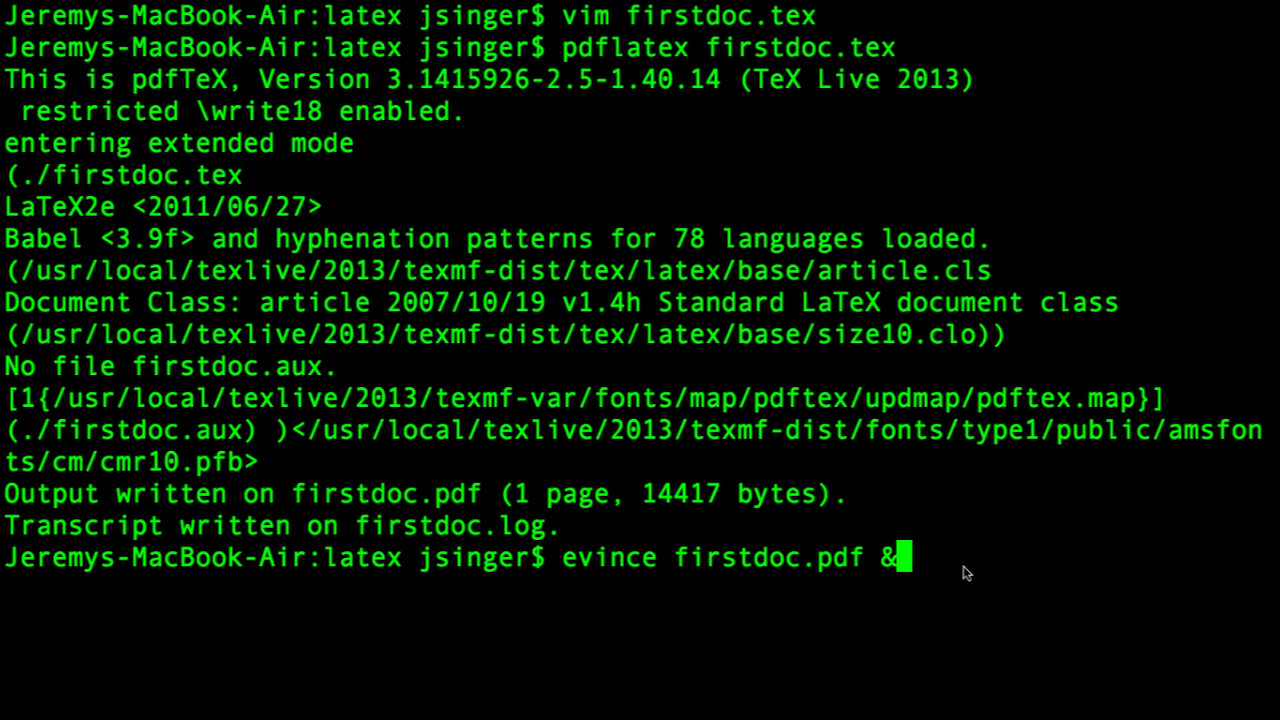 Jeremys-MacBook-Air:latex jsinger$ vim firstdoc.tex
Jeremys-MacBook-Air:latex jsinger$ pdflatex firstdoc.tex
This is pdfTeX, Version 3.1415926-2.5-1.40.14 (TeX Live 2013)
 restricted \write18 enabled.
entering extended mode
(./firstdoc.tex
LaTeX2e <2011/06/27>
Babel <3.9f> and hyphenation patterns for 78 languages loaded.
(/usr/local/texlive/2013/texmf-dist/tex/latex/base/article.cls
Document Class: article 2007/10/19 v1.4h Standard LaTeX document class
(/usr/local/texlive/2013/texmf-dist/tex/latex/base/size10.clo))
No file firstdoc.aux.
[1{/usr/local/texlive/2013/texmf-var/fonts/map/pdftex/updmap/pdftex.map}]
(./firstdoc.aux) )</usr/local/texlive/2013/texmf-dist/fonts/type1/public/amsfon
ts/cm/cmr10.pfb>
Output written on firstdoc.pdf (1 page, 14417 bytes).
Transcript written on firstdoc.log.
Jeremys-MacBook-Air:latex jsinger$ evince firstdoc.pdf &